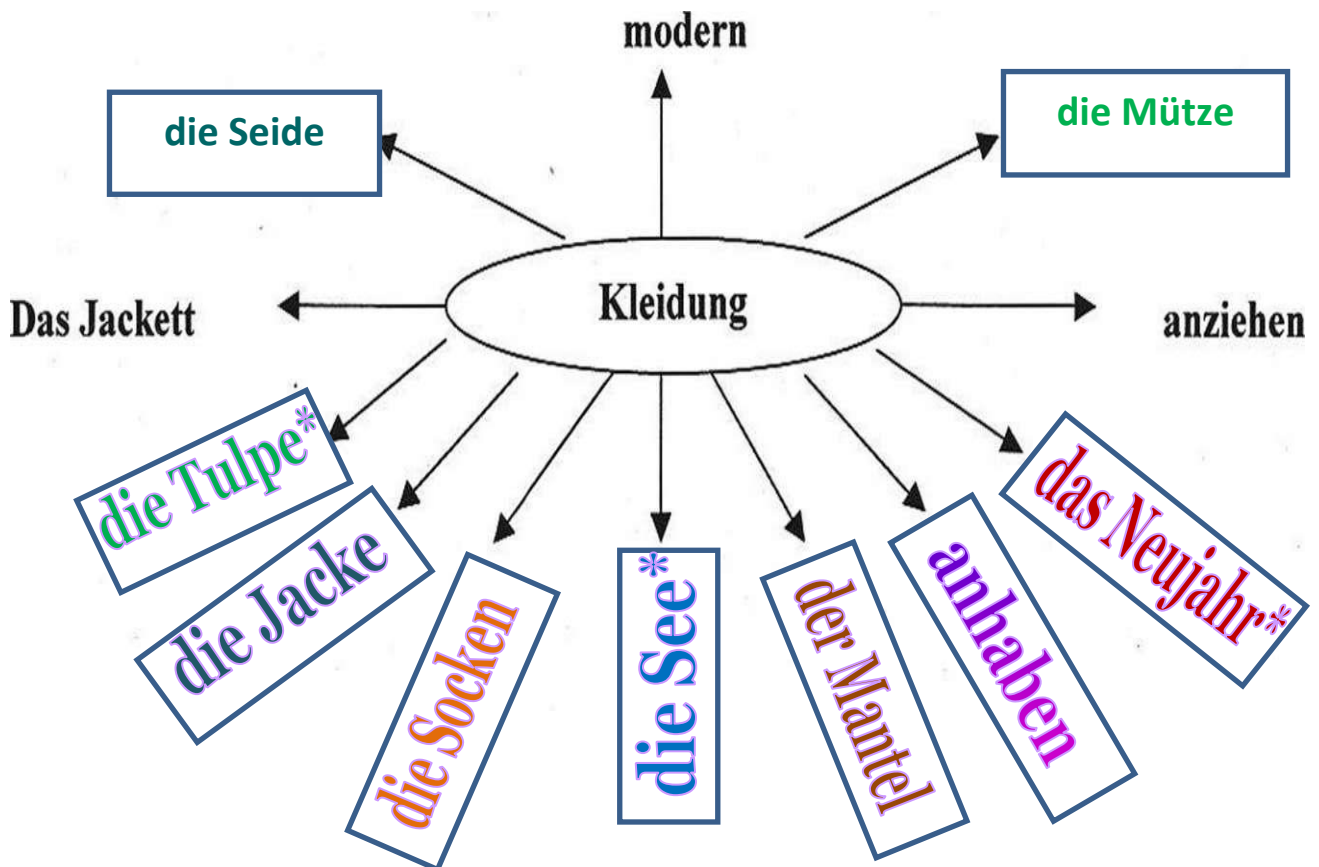 modern
die Seide
die Mütze
Kleidung
Das Jackett
anziehen
die Tulpe*
die Jacke
die Socken
die See*
der Mantel
anhaben
das Neujahr*